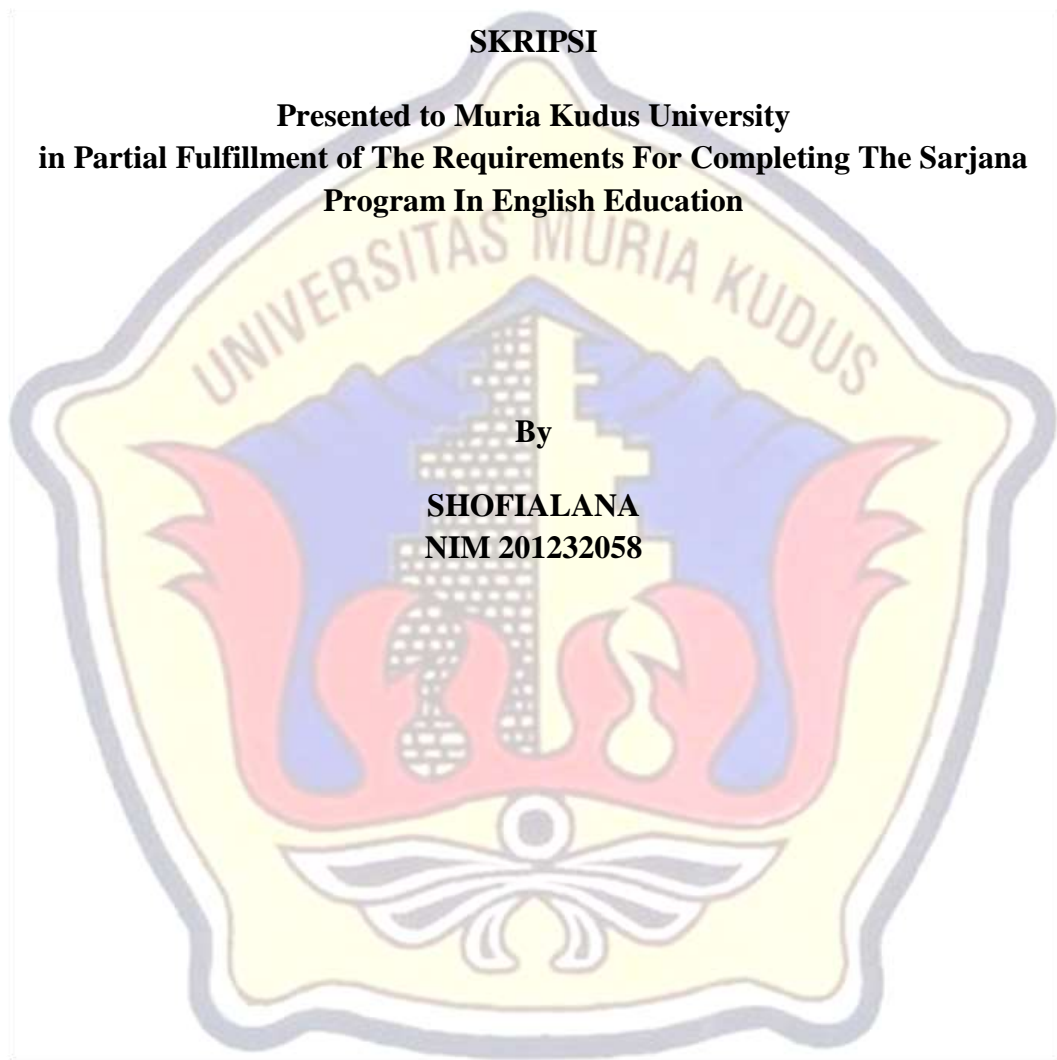 SKRIPSI
Presented to Muria Kudus University
in Partial Fulfillment of The Requirements For Completing The Sarjana
Program In English Education
UNIVERSITAS MURIA KUDUS
By
SHOFIALANA
NIM 201232058